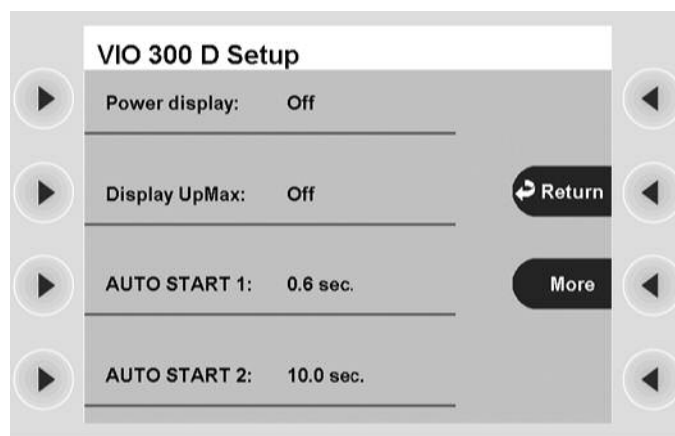 VIO 300 D Setup
Power display: Off
Display UpMax: Off
Return
AUTO START 1: 0.6 sec.
More
AUTO START 2: 10.0 sec.